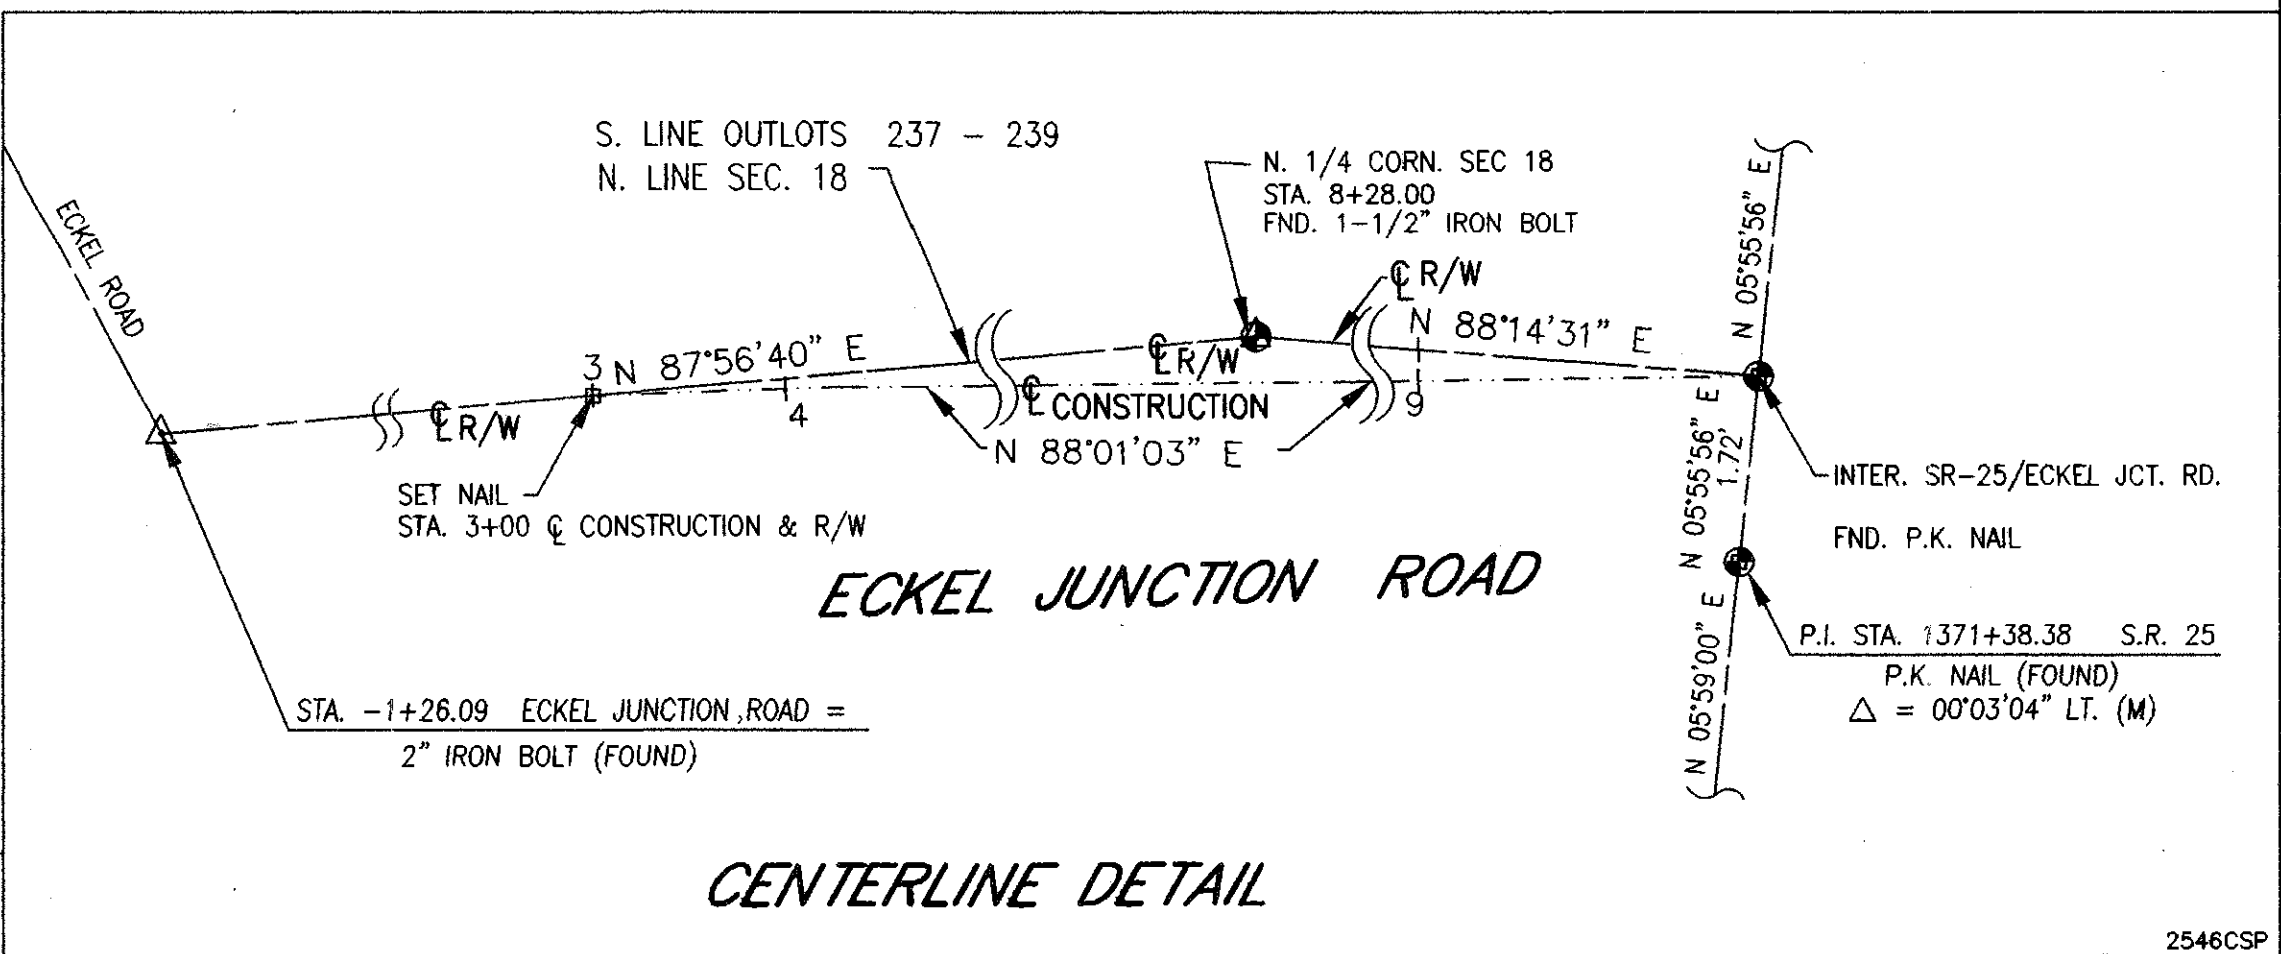 S. LINE OUTLOTS 237 - 239
N. LINE SEC. 18
N. 1/4 CORN. SEC 18
STA. 8+28.00
FND. 1-1/2" IRON BOLT
ECKEL ROAD
℄ R/W
N 05°55'56" E
3
N 87°56'40" E
℄ R/W
N 88°14'31" E
℄ R/W
4
℄ CONSTRUCTION
9
N 88°01'03" E
SET NAIL
STA. 3+00 ℄ CONSTRUCTION & R/W
N 05°55'56" E
1.72'
INTER. SR-25/ECKEL JCT. RD.
FND. P.K. NAIL
ECKEL JUNCTION ROAD
N 05°59'00" E
P.I. STA. 1371+38.38 S.R. 25
P.K. NAIL (FOUND)
△ = 00°03'04" LT. (M)
STA. -1+26.09 ECKEL JUNCTION ROAD =
2" IRON BOLT (FOUND)
℄ R/W
CENTERLINE DETAIL
2546CSP